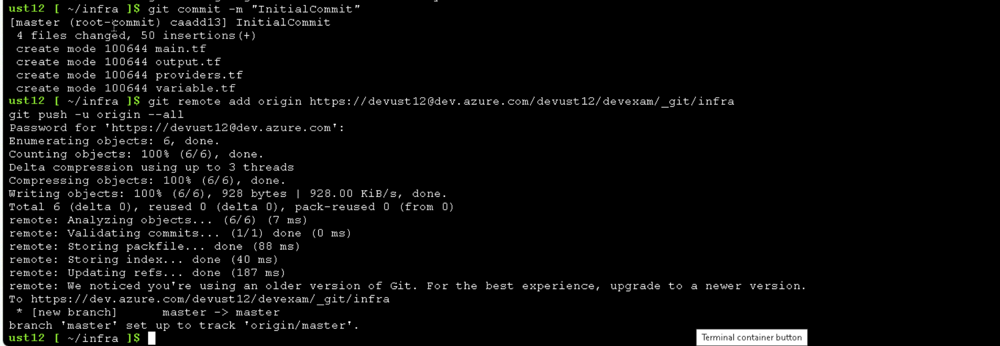 ust12 [ ~/infra ]$ git commit -m "InitialCommit"
[master (root-commit) caadd13] InitialCommit
 4 files changed, 50 insertions(+)
 create mode 100644 main.tf
 create mode 100644 output.tf
 create mode 100644 providers.tf
 create mode 100644 variable.tf
ust12 [ ~/infra ]$ git remote add origin https://devust12@dev.azure.com/devust12/devexam/_git/infra
git push -u origin --all
Password for 'https://devust12@dev.azure.com':
Enumerating objects: 6, done.
Counting objects: 100% (6/6), done.
Delta compression using up to 3 threads
Compressing objects: 100% (6/6), done.
Writing objects: 100% (6/6), 928 bytes | 928.00 KiB/s, done.
Total 6 (delta 0), reused 0 (delta 0), pack-reused 0 (from 0)
remote: Analyzing objects... (6/6) (7 ms)
remote: Validating commits... (1/1) done (0 ms)
remote: Storing packfile... done (88 ms)
remote: Storing index... done (40 ms)
remote: Updating refs... done (187 ms)
remote: We noticed you're using an older version of Git. For the best experience, upgrade to a newer version.
To https://dev.azure.com/devust12/devexam/_git/infra
 * [new branch]      master -> master
branch 'master' set up to track 'origin/master'.
ust12 [ ~/infra ]$
Terminal container button